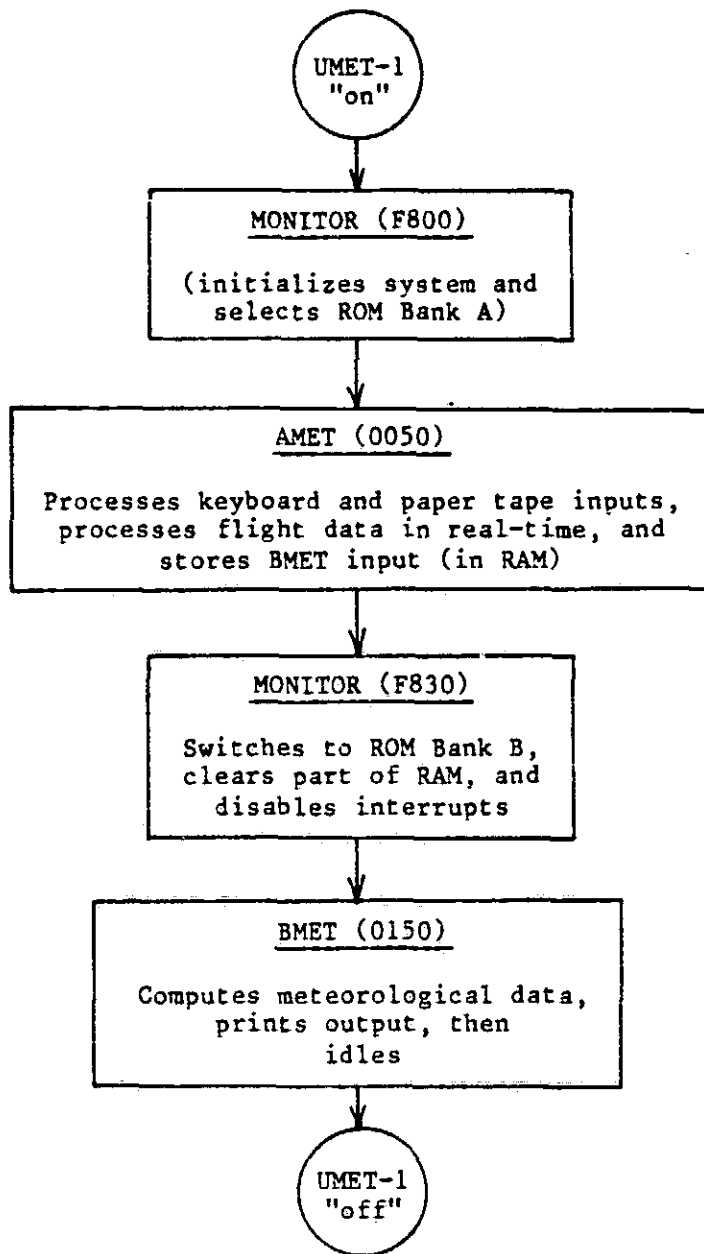 UMET-1
"on"
MONITOR (F800)
(initializes system and
selects ROM Bank A)
AMET (0050)
Processes keyboard and paper tape inputs,
processes flight data in real-time, and
stores BMET input (in RAM)
MONITOR (F830)
Switches to ROM Bank B,
clears part of RAM, and
disables interrupts
BMET (0150)
Computes meteorological data,
prints output, then
idles
UMET-1
"off"